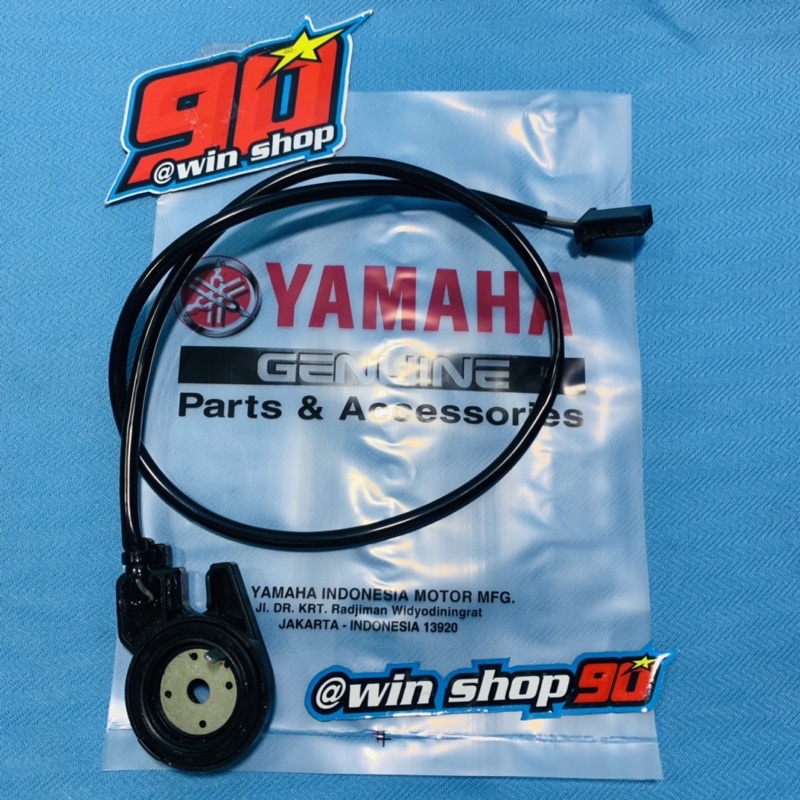 90
@win shop
YAMAHA
GENUINE
Parts & Accessories
YAMAHA INDONESIA MOTOR MFG.
Jl. DR. KRT. Radjiman Widyodiningrat
JAKARTA - INDONESIA 13920
@win shop 90